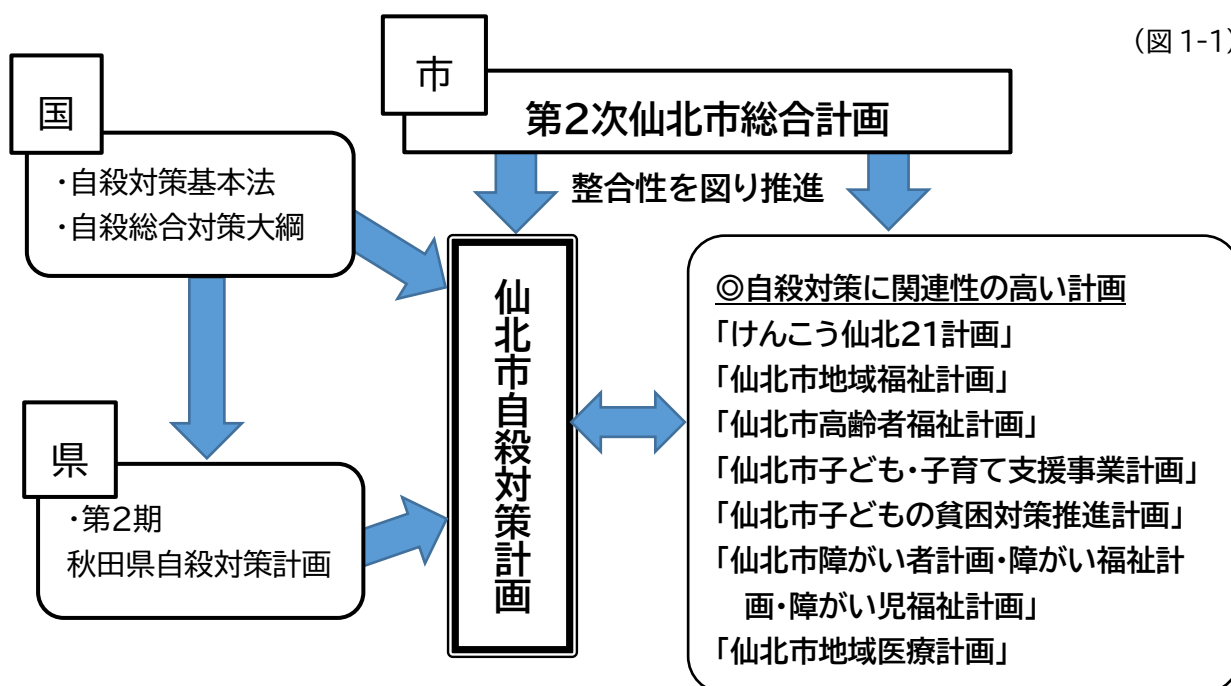 (図1-1)
市
第2次仙北市総合計画
国
・自殺対策基本法
・自殺総合対策大綱
整合性を図り推進
県
・第2期
秋田県自殺対策計画
仙北市自殺対策計画
◎自殺対策に関連性の高い計画
「けんこう仙北21計画」
「仙北市地域福祉計画」
「仙北市高齢者福祉計画」
「仙北市子ども・子育て支援事業計画」
「仙北市子どもの貧困対策推進計画」
「仙北市障がい者計画・障がい福祉計
画・障がい児福祉計画」
「仙北市地域医療計画」